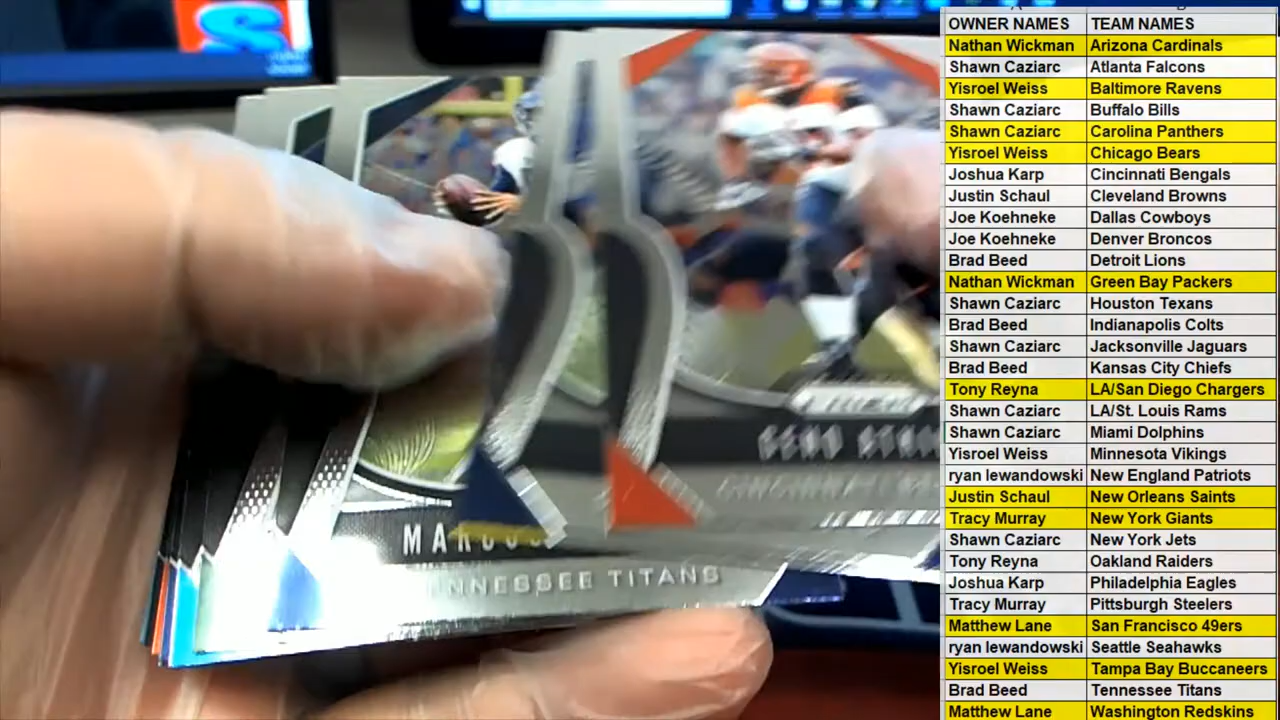 OWNER NAMES TEAM NAMES
Nathan Wickman Arizona Cardinals
Shawn Caziarc Atlanta Falcons
Yisroel Weiss Baltimore Ravens
Shawn Caziarc Buffalo Bills
Shawn Caziarc Carolina Panthers
Yisroel Weiss Chicago Bears
Joshua Karp Cincinnati Bengals
Justin Schaul Cleveland Browns
Joe Koehneke Dallas Cowboys
Joe Koehneke Denver Broncos
Brad Beed Detroit Lions
Nathan Wickman Green Bay Packers
Shawn Caziarc Houston Texans
Brad Beed Indianapolis Colts
Shawn Caziarc Jacksonville Jaguars
Brad Beed Kansas City Chiefs
Tony Reyna LA/San Diego Chargers
Shawn Caziarc LA/St. Louis Rams
Shawn Caziarc Miami Dolphins
Yisroel Weiss Minnesota Vikings
ryan lewandowski New England Patriots
Justin Schaul New Orleans Saints
Tracy Murray New York Giants
Shawn Caziarc New York Jets
Tony Reyna Oakland Raiders
Joshua Karp Philadelphia Eagles
Tracy Murray Pittsburgh Steelers
Matthew Lane San Francisco 49ers
ryan lewandowski Seattle Seahawks
Yisroel Weiss Tampa Bay Buccaneers
Brad Beed Tennessee Titans
Matthew Lane Washington Redskins
MARCUS
NNESSEE TITANS